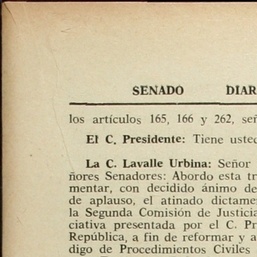 SENADO DIAR
los artículos 165, 166 y 262, señ
El C. Presidente: Tiene usted
La C. Lavalle Urbina: Señor
ñores Senadores: Abordo esta tr
mentar, con decidido ánimo de
de aplauso, el atinado dictame
la Segunda Comisión de Justicia
ciativa presentada por el C. Pr
República, a fin de reformar y a
digo de Procedimientos Civiles